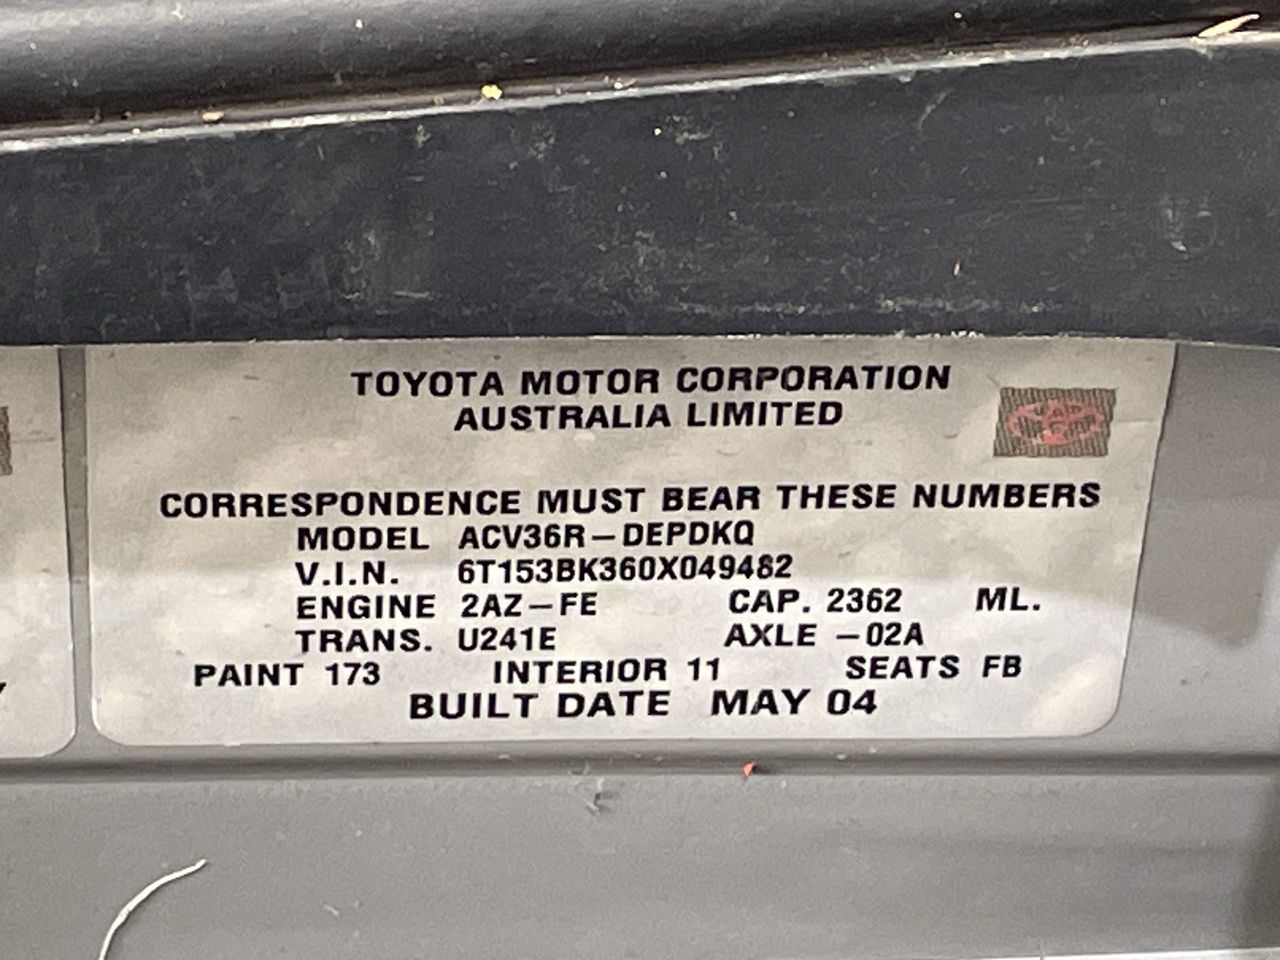 TOYOTA MOTOR CORPORATION
AUSTRALIA LIMITED
CORRESPONDENCE MUST BEAR THESE NUMBERS
MODEL ACV36R-DEPDKQ
V.I.N. 6T153BK360X049482
ENGINE 2AZ-FE CAP. 2362 ML.
TRANS. U241E AXLE -02A
PAINT 173 INTERIOR 11 SEATS FB
BUILT DATE MAY 04